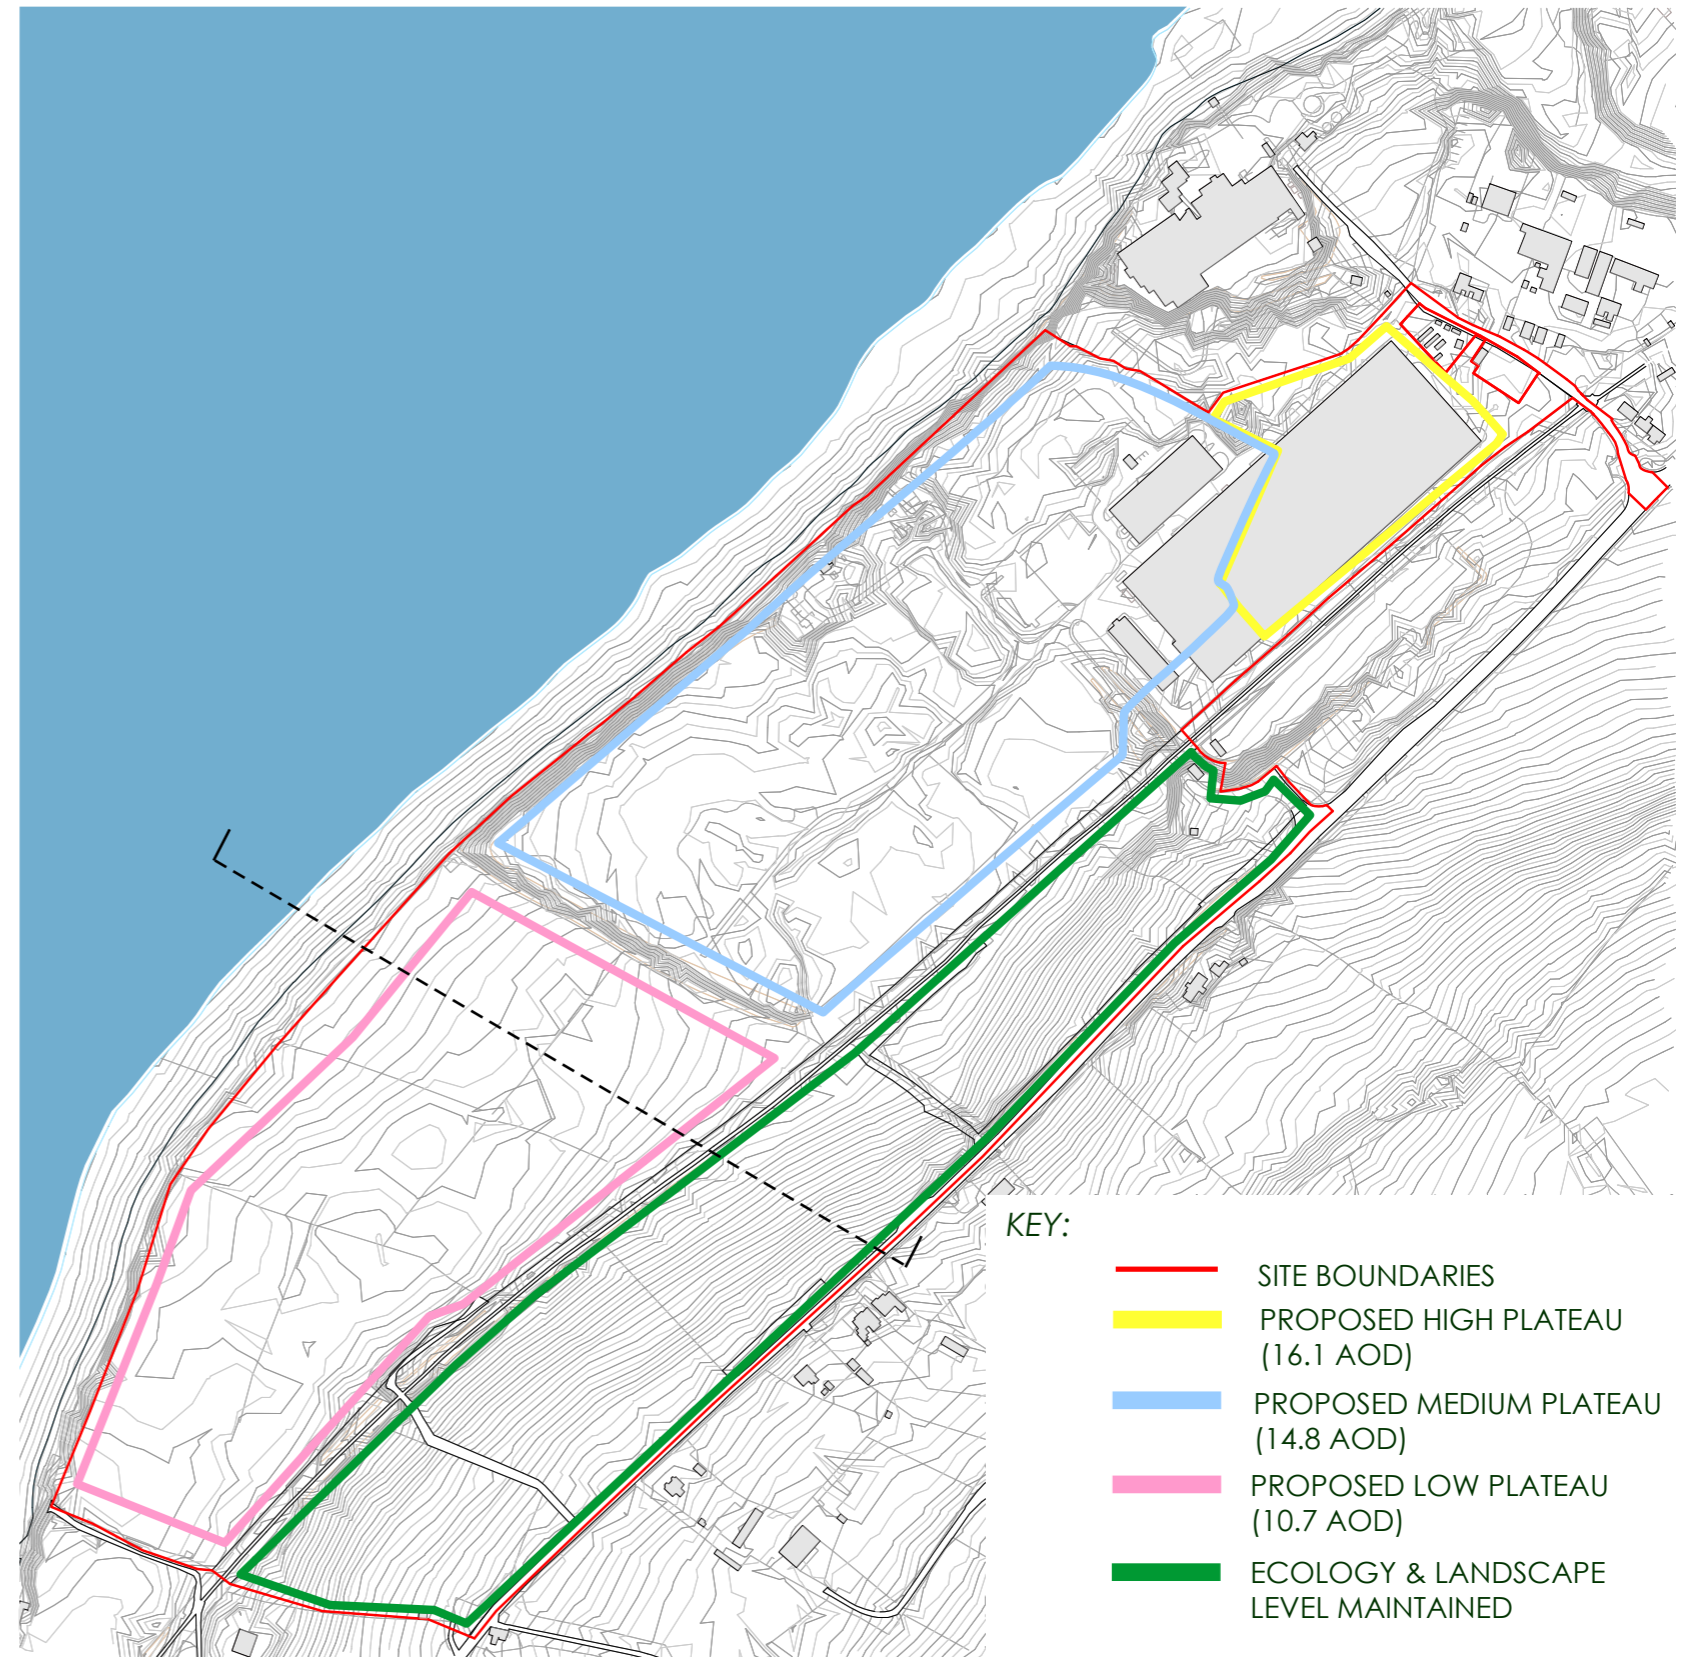 KEY:
SITE BOUNDARIES
PROPOSED HIGH PLATEAU
(16.1 AOD)
PROPOSED MEDIUM PLATEAU
(14.8 AOD)
PROPOSED LOW PLATEAU
(10.7 AOD)
ECOLOGY & LANDSCAPE
LEVEL MAINTAINED